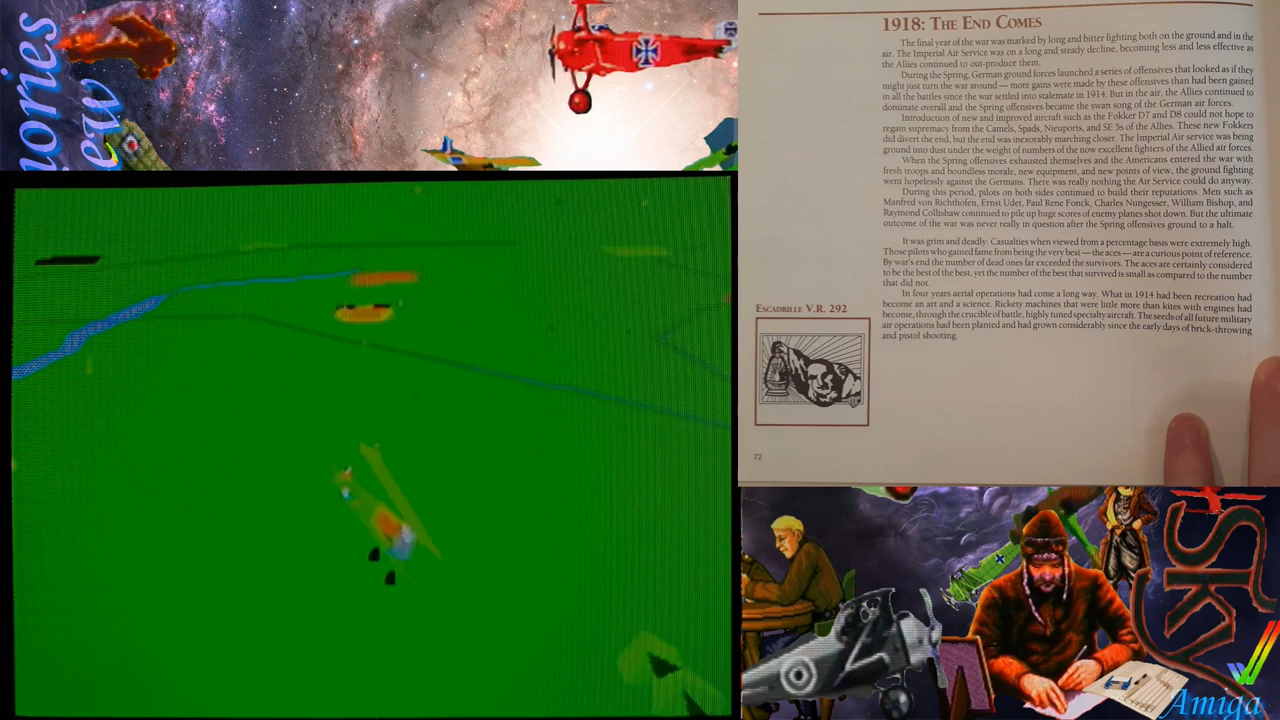 ories
ew
1918: THE END COMES
The final year of the war was marked by long and bitter fighting both on the ground and in the
air. The Imperial Air Service was on a long and steady decline, becoming less and less effective as
the Allies continued to out-produce them.
During the Spring, German ground forces launched a series of offensives that looked as if they
might just turn the war around — more gains were made by these offensives than had been gained
in all the battles since the war settled into stalemate in 1914. But in the air, the Allies continued to
dominate overall and the Spring offensives became the swan song of the German air forces.
Introduction of new and improved aircraft such as the Fokker D7 and D8 could not hope to
regain supremacy from the Camels, Spads, Nieuports, and SE 5s of the Allies. These new Fokkers
did divert the end, but the end was inexorably marching closer. The Imperial Air service was being
ground into dust under the weight of numbers of the now excellent fighters of the Allied air forces.
When the Spring offensives exhausted themselves and the Americans entered the war with
fresh troops and boundless morale, new equipment, and new points of view, the ground fighting
went hopelessly against the Germans. There was really nothing the Air Service could do anyway.
During this period, pilots on both sides continued to build their reputations. Men such as
Manfred von Richthofen, Ernst Udet, Paul Rene Fonck, Charles Nungesser, William Bishop, and
Raymond Collishaw continued to pile up huge scores of enemy planes shot down. But the ultimate
outcome of the war was never really in question after the Spring offensives ground to a halt.
It was grim and deadly. Casualties when viewed from a percentage basis were extremely high.
Those pilots who gained fame from being the very best — the aces — are a curious point of reference.
By war's end the number of dead ones far exceeded the survivors. The aces are certainly considered
to be the best of the best, yet the number of the best that survived is small as compared to the number
that did not.
In four years aerial operations had come a long way. What in 1914 had been recreation had
become an art and a science. Rickety machines that were little more than kites with engines had
become, through the crucible of battle, highly tuned specialty aircraft. The seeds of all future military
air operations had been planted and had grown considerably since the early days of brick-throwing
and pistol shooting.
ESCADRILLE V.R. 292
72
SKY
Amiga